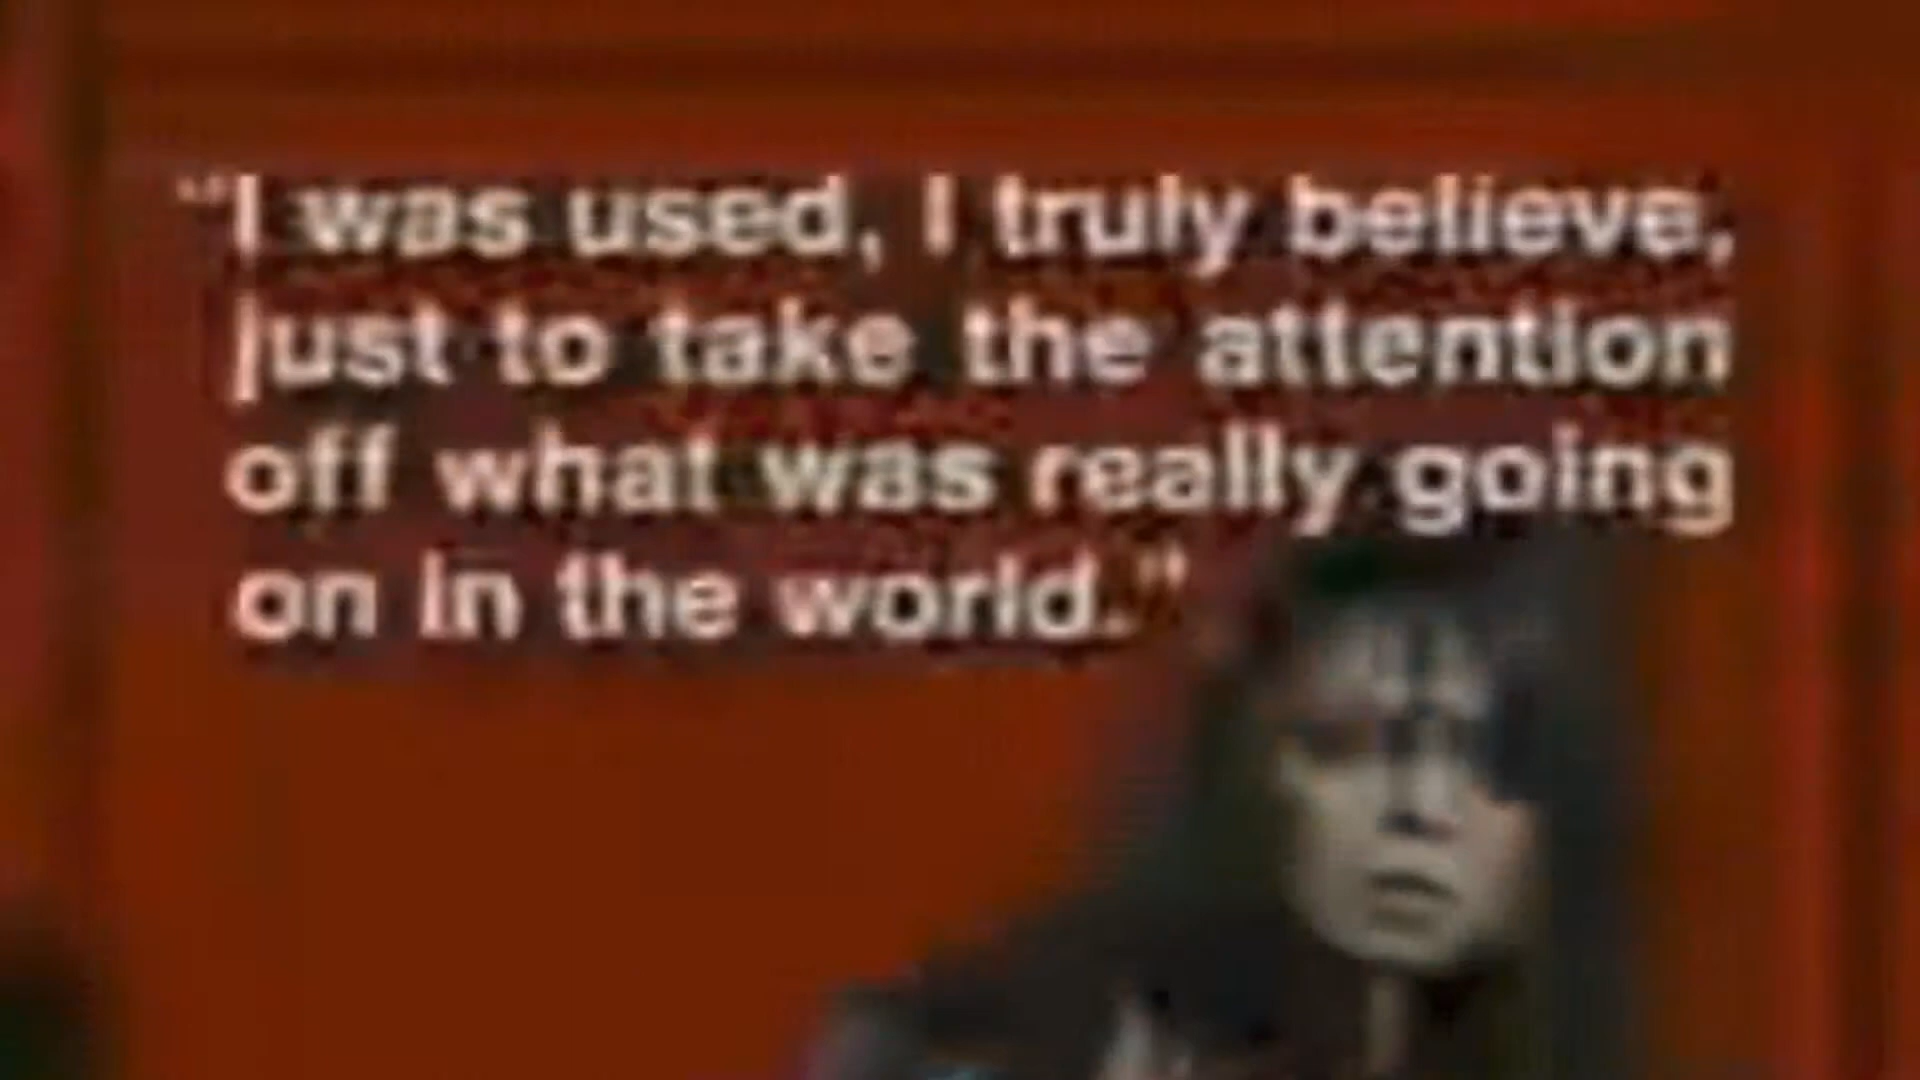 "I was used, I truly believe,
just to take the attention
off what was really going
on in the world."